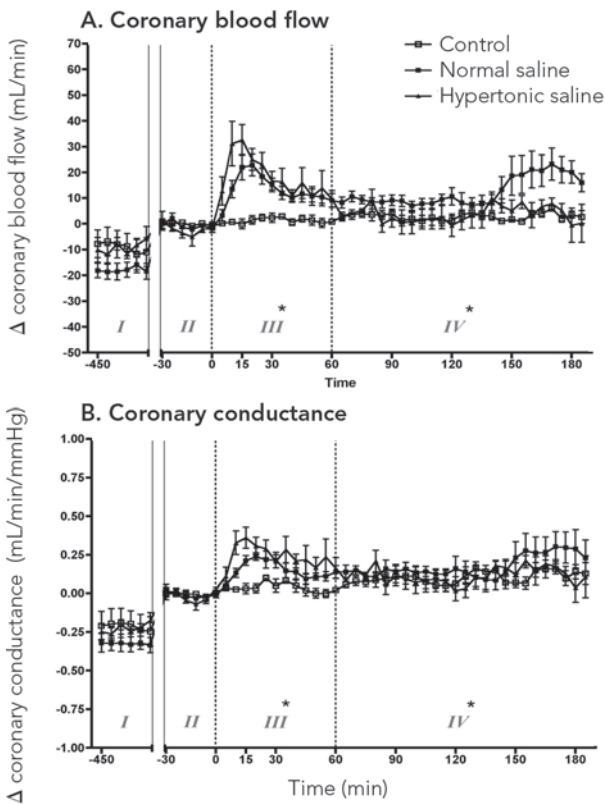 A. Coronary blood flow
Δ coronary blood flow (mL/min)
70
60
50
40
30
20
10
0
-10
-20
-30
-40
-50
Control
Normal saline
Hypertonic saline
I
II
III
*
IV
*
-450
-30
0
15
30
60
90
120
150
180
Time
B. Coronary conductance
Δ coronary conductance (mL/min/mmHg)
1.00
0.75
0.50
0.25
0.00
-0.25
-0.50
-0.75
-1.00
I
II
III
*
IV
*
-450
-30
0
15
30
60
90
120
150
180
Time (min)